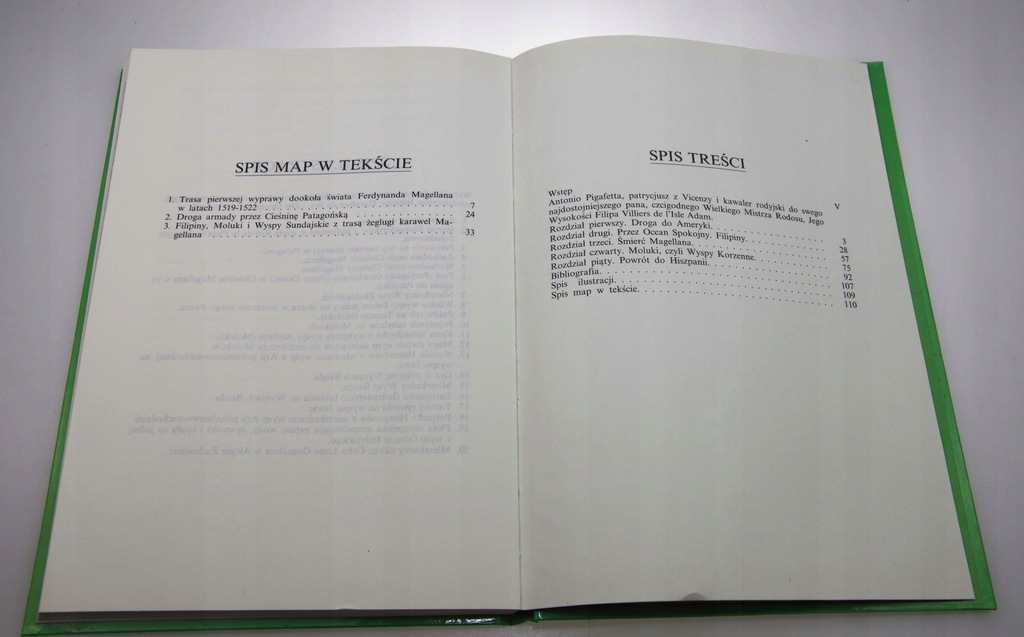 SPIS MAP W TEKŚCIE
1. Trasa pierwszej wyprawy dookoła świata Ferdynanda Magellana
w latach 1519-1522 . . . . . . . . . . 7
2. Droga armady przez Cieśninę Patagońską . . . . . . . . . . 24
3. Filipiny, Moluki i Wyspy Sundajskie z trasą żeglugi karawel Ma-
gellana . . . . . . . . . . 33
SPIS TREŚCI
Wstęp V
Antonio Pigafetta, patrycjusz z Vicenzy i kawaler rodyjski do swego
najdostojniejszego pana, czcigodnego Wielkiego Mistrza Rodosu, Jego
Wysokości Filipa Villiers de l'Isle Adam. . . . . . . . . . . 3
Rozdział pierwszy. Droga do Ameryki. . . . . . . . . . . 28
Rozdział drugi. Przez Ocean Spokojny. Filipiny. . . . . . . . . . . 57
Rozdział trzeci. Śmierć Magellana. . . . . . . . . . . 75
Rozdział czwarty. Moluki, czyli Wyspy Korzenne. . . . . . . . . . . 92
Rozdział piąty. Powrót do Hiszpanii. . . . . . . . . . . 107
Bibliografia. . . . . . . . . . . 109
Spis ilustracji. . . . . . . . . . . 110
Spis map w tekście. . . . . . . . . . .